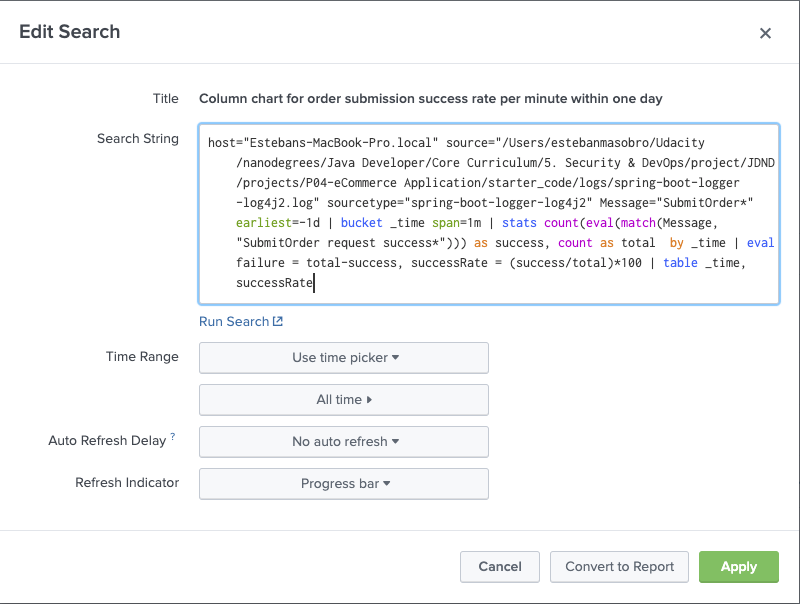 Edit Search
Title Column chart for order submission success rate per minute within one day
Search String
host="Estebans-MacBook-Pro.local" source="/Users/estebanmasobro/Udacity
/nanodegrees/Java Developer/Core Curriculum/5. Security & DevOps/project/JDND
/projects/P04-eCommerce Application/starter_code/logs/spring-boot-logger
-log4j2.log" sourcetype="spring-boot-logger-log4j2" Message="SubmitOrder*"
earliest=-1d | bucket _time span=1m | stats count(eval(match(Message,
"SubmitOrder request success*"))) as success, count as total  by _time | eval
failure = total-success, successRate = (success/total)*100 | table _time,
successRate
Run Search
Time Range Use time picker
All time
Auto Refresh Delay ? No auto refresh
Refresh Indicator Progress bar
Cancel Convert to Report Apply